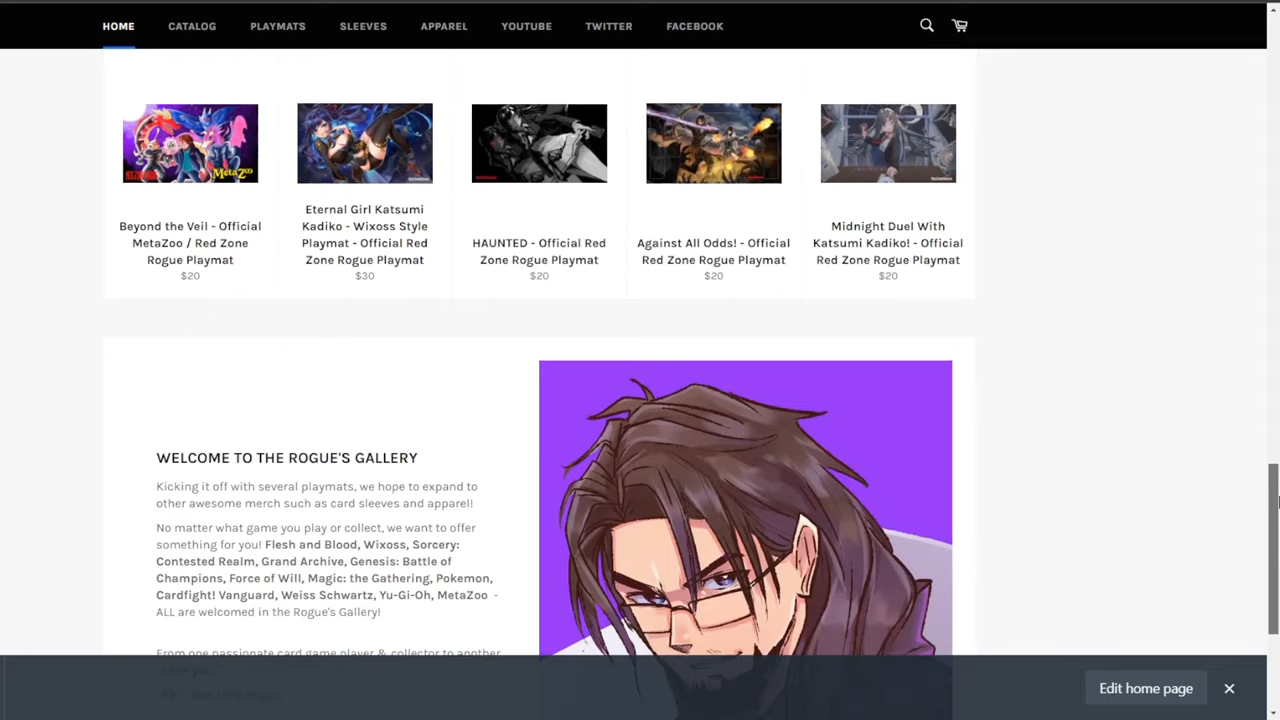 HOME CATALOG PLAYMATS SLEEVES APPAREL YOUTUBE TWITTER FACEBOOK
MetaZoo
Beyond the Veil - Official
MetaZoo / Red Zone
Rogue Playmat
$20
Eternal Girl Katsumi
Kadiko - Wixoss Style
Playmat - Official Red
Zone Rogue Playmat
$30
HAUNTED - Official Red
Zone Rogue Playmat
$20
Against All Odds! - Official
Red Zone Rogue Playmat
$20
Midnight Duel With
Katsumi Kadiko! - Official
Red Zone Rogue Playmat
$20
WELCOME TO THE ROGUE'S GALLERY
Kicking it off with several playmats, we hope to expand to
other awesome merch such as card sleeves and apparel!
No matter what game you play or collect, we want to offer
something for you! Flesh and Blood, Wixoss, Sorcery:
Contested Realm, Grand Archive, Genesis: Battle of
Champions, Force of Will, Magic: the Gathering, Pokemon,
Cardfight! Vanguard, Weiss Schwartz, Yu-Gi-Oh, MetaZoo -
ALL are welcomed in the Rogue's Gallery!
From one passionate card game player & collector to another
Edit home page